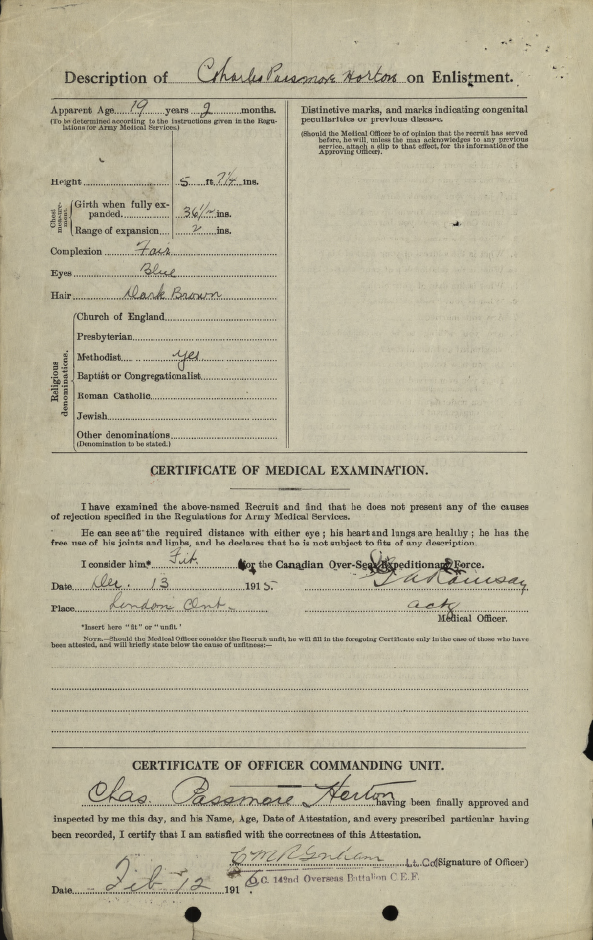 Description of Charles Passmore Horton on Enlistment.
Apparent Age 19 years 2 months.
(To be determined according to the instructions given in the Regulations for Army Medical Services.)
Height 5 ft. 7 1/4 ins.
Chest measurement.
Girth when fully expanded 36 1/2 ins.
Range of expansion 2 ins.
Complexion Fair
Eyes Blue
Hair Dark Brown
Religious denominations.
Church of England
Presbyterian
Methodist yes
Baptist or Congregationalist
Roman Catholic
Jewish
Other denominations
(Denomination to be stated.)
Distinctive marks, and marks indicating congenital
peculiarities or previous disease.
(Should the Medical Officer be of opinion that the recruit has served
before, he will, unless the man acknowledges to any previous
service, attach a slip to that effect, for the information of the
Approving Officer).
CERTIFICATE OF MEDICAL EXAMINATION.
I have examined the above-named Recruit and find that he does not present any of the causes
of rejection specified in the Regulations for Army Medical Services.
He can see at the required distance with either eye; his heart and lungs are healthy; he has the
free use of his joints and limbs, and he declares that he is not subject to fits of any description.
I consider him* Fit for the Canadian Over-Seas Expeditionary Force.
Date Dec. 13 1915. F A Ramsay
Place London Ont. actg
Medical Officer.
*Insert here "fit" or "unfit."
NOTE.—Should the Medical Officer consider the Recruit unfit, he will fill in the foregoing Certificate only in the case of those who have
been attested, and will briefly state below the cause of unfitness:—
CERTIFICATE OF OFFICER COMMANDING UNIT.
Chas. Passmore Horton having been finally approved and
inspected by me this day, and his Name, Age, Date of Attestation, and every prescribed particular having
been recorded, I certify that I am satisfied with the correctness of this Attestation.
Lt. Col. (Signature of Officer)
O.C. 142nd Overseas Battalion C.E.F.
Date Feb 12 1916